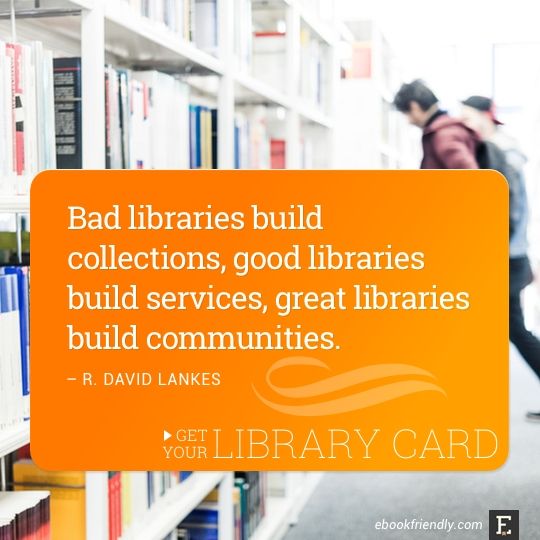 Bad libraries build
collections, good libraries
build services, great libraries
build communities.
– R. DAVID LANKES
GET
YOUR LIBRARY CARD
ebookfriendly.com E